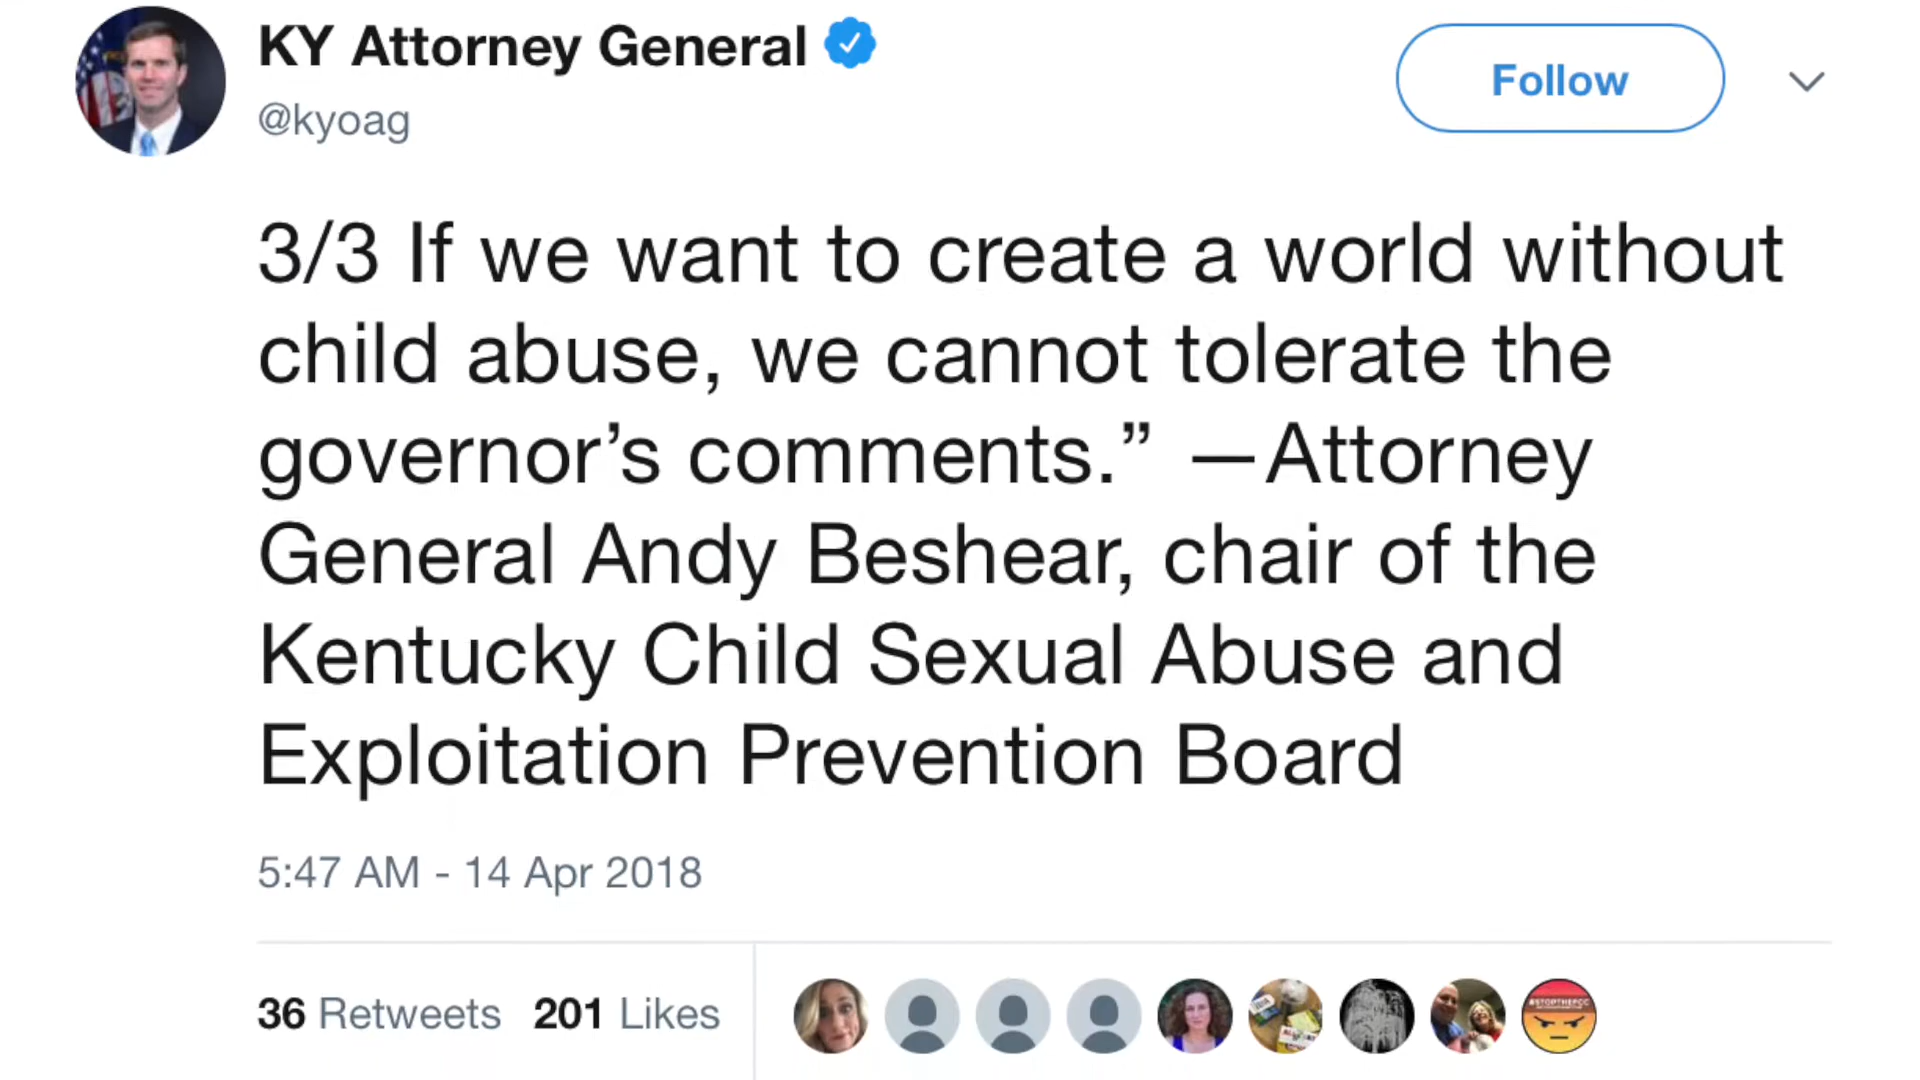 KY Attorney General
@kyoag
Follow
3/3 If we want to create a world without
child abuse, we cannot tolerate the
governor’s comments.” —Attorney
General Andy Beshear, chair of the
Kentucky Child Sexual Abuse and
Exploitation Prevention Board
5:47 AM - 14 Apr 2018
36 Retweets 201 Likes
#STOPTHEFCC